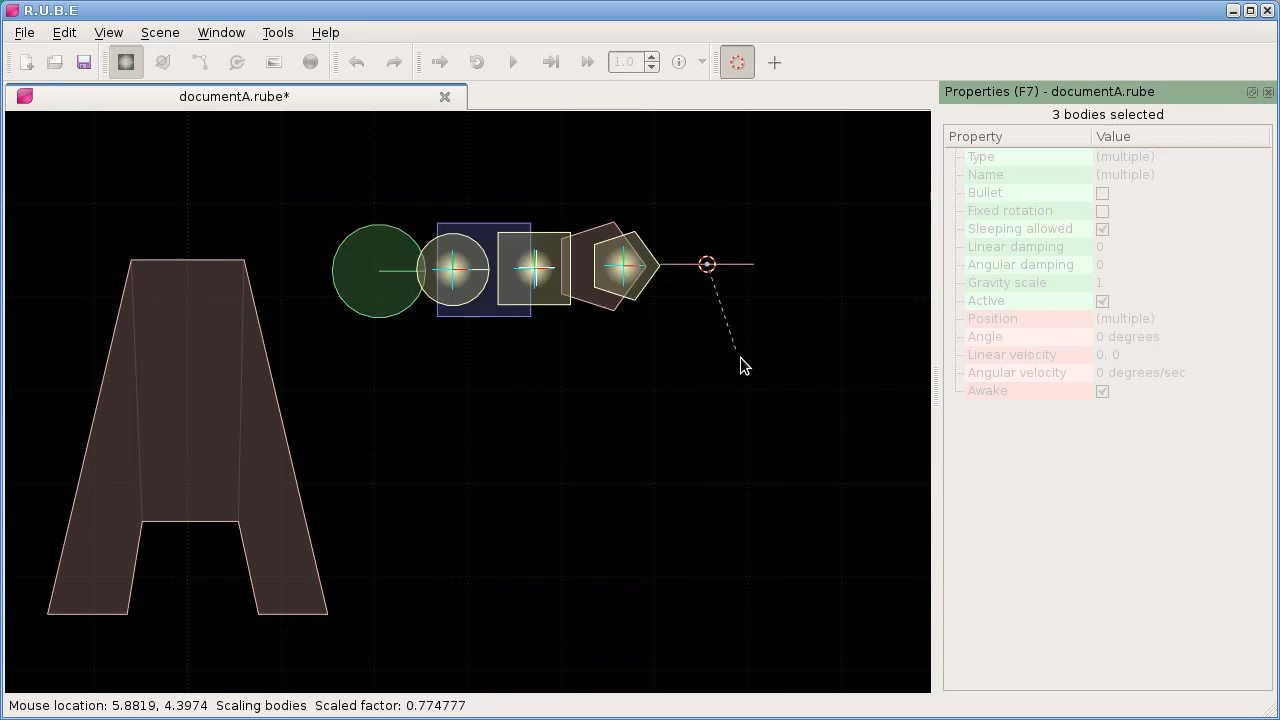 R.U.B.E
File Edit View Scene Window Tools Help
1.0
documentA.rube*
Properties (F7) - documentA.rube
3 bodies selected
Property Value
Type (multiple)
Name (multiple)
Bullet
Fixed rotation
Sleeping allowed
Linear damping 0
Angular damping 0
Gravity scale 1
Active
Position (multiple)
Angle 0 degrees
Linear velocity 0, 0
Angular velocity 0 degrees/sec
Awake
Mouse location: 5.8819, 4.3974 Scaling bodies Scaled factor: 0.774777